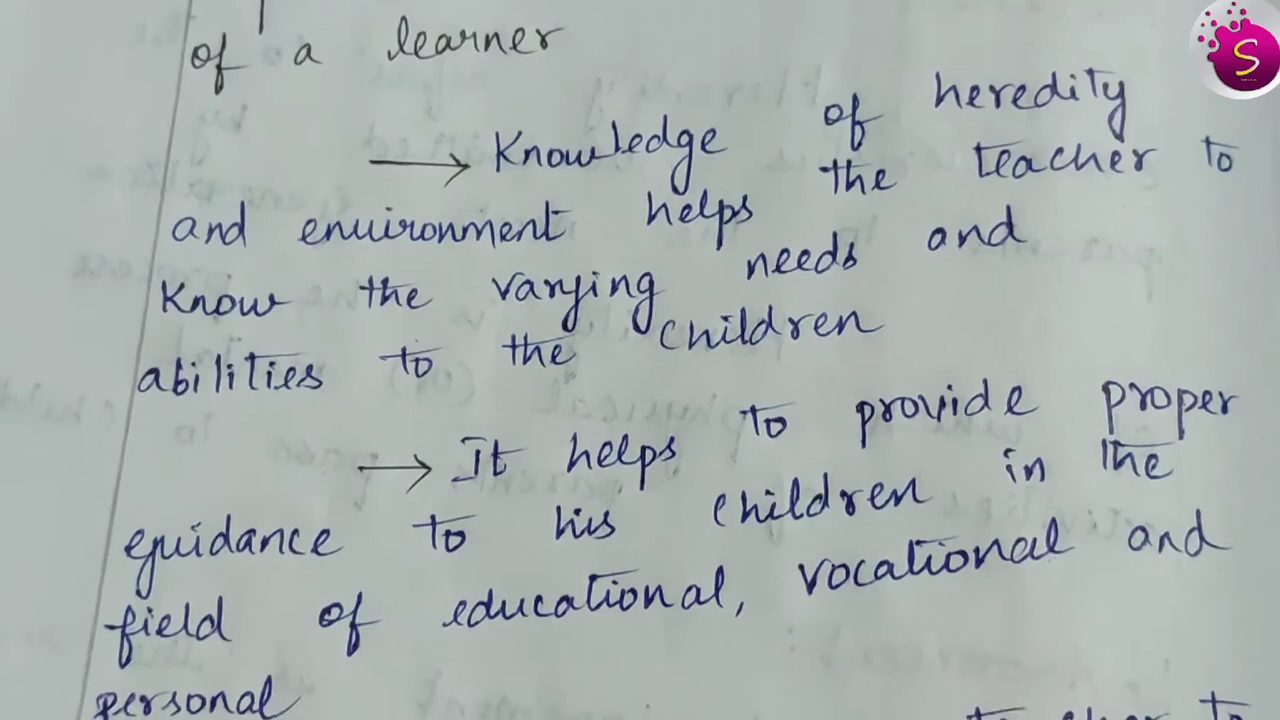 of a learner
→ Knowledge of heredity
and environment helps the teacher to
know the varying needs and
abilities to the children
→ It helps to provide proper
guidance to his children in the
field of educational, vocational and
personal
to
S